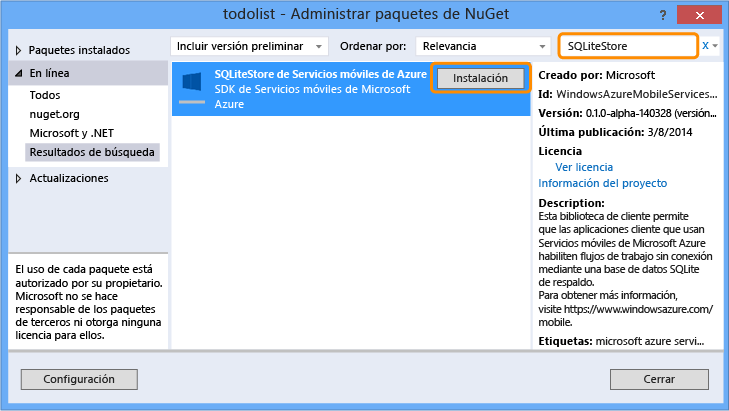 todolist - Administrar paquetes de NuGet
?
Paquetes instalados
En línea
Todos
nuget.org
Microsoft y .NET
Resultados de búsqueda
Actualizaciones
El uso de cada paquete está
autorizado por su propietario.
Microsoft no se hace
responsable de los paquetes
de terceros ni otorga ninguna
licencia para ellos.
Incluir versión preliminar
Ordenar por:
Relevancia
SQLiteStore de Servicios móviles de Azure
SDK de Servicios móviles de Microsoft
Azure
Instalación
SQLiteStore
x
Creado por: Microsoft
Id: WindowsAzureMobileServices...
Versión: 0.1.0-alpha-140328 (versión...
Última publicación: 3/8/2014
Licencia
Ver licencia
Información del proyecto
Description:
Esta biblioteca de cliente permite
que las aplicaciones cliente que usan
Servicios móviles de Microsoft Azure
habiliten flujos de trabajo sin conexión
mediante una base de datos SQLite
de respaldo.
Para obtener más información,
visite https://www.windowsazure.com/
mobile.
Etiquetas: microsoft azure servi...
Configuración
Cerrar